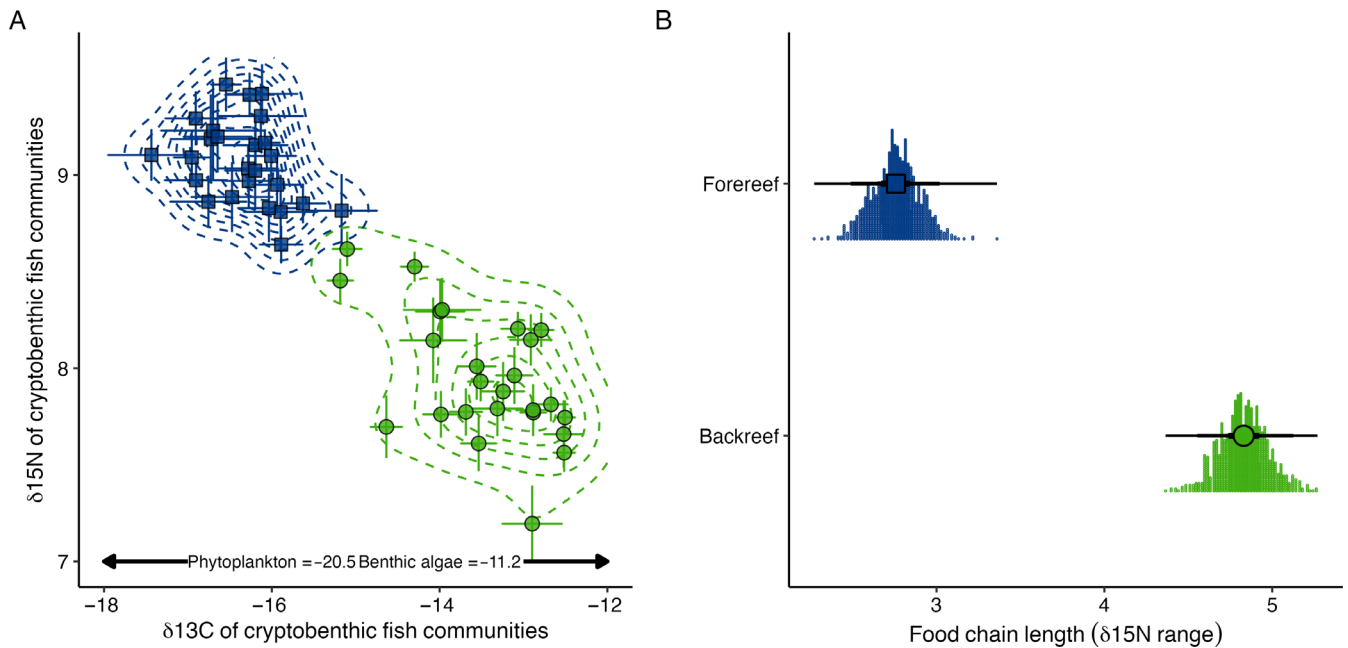 A
B
δ15N of cryptobenthic fish communities
9
8
7
Phytoplankton =−20.5 Benthic algae =−11.2
−18 −16 −14 −12
δ13C of cryptobenthic fish communities
Forereef
Backreef
3 4 5
Food chain length (δ15N range)